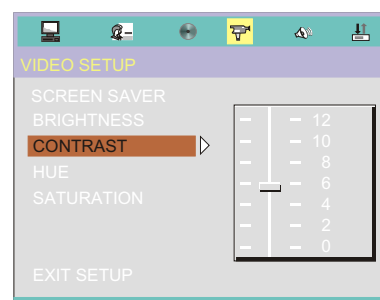 VIDEO SETUP
SCREEN SAVER
BRIGHTNESS
CONTRAST
HUE
SATURATION
EXIT SETUP
12
10
8
6
4
2
0